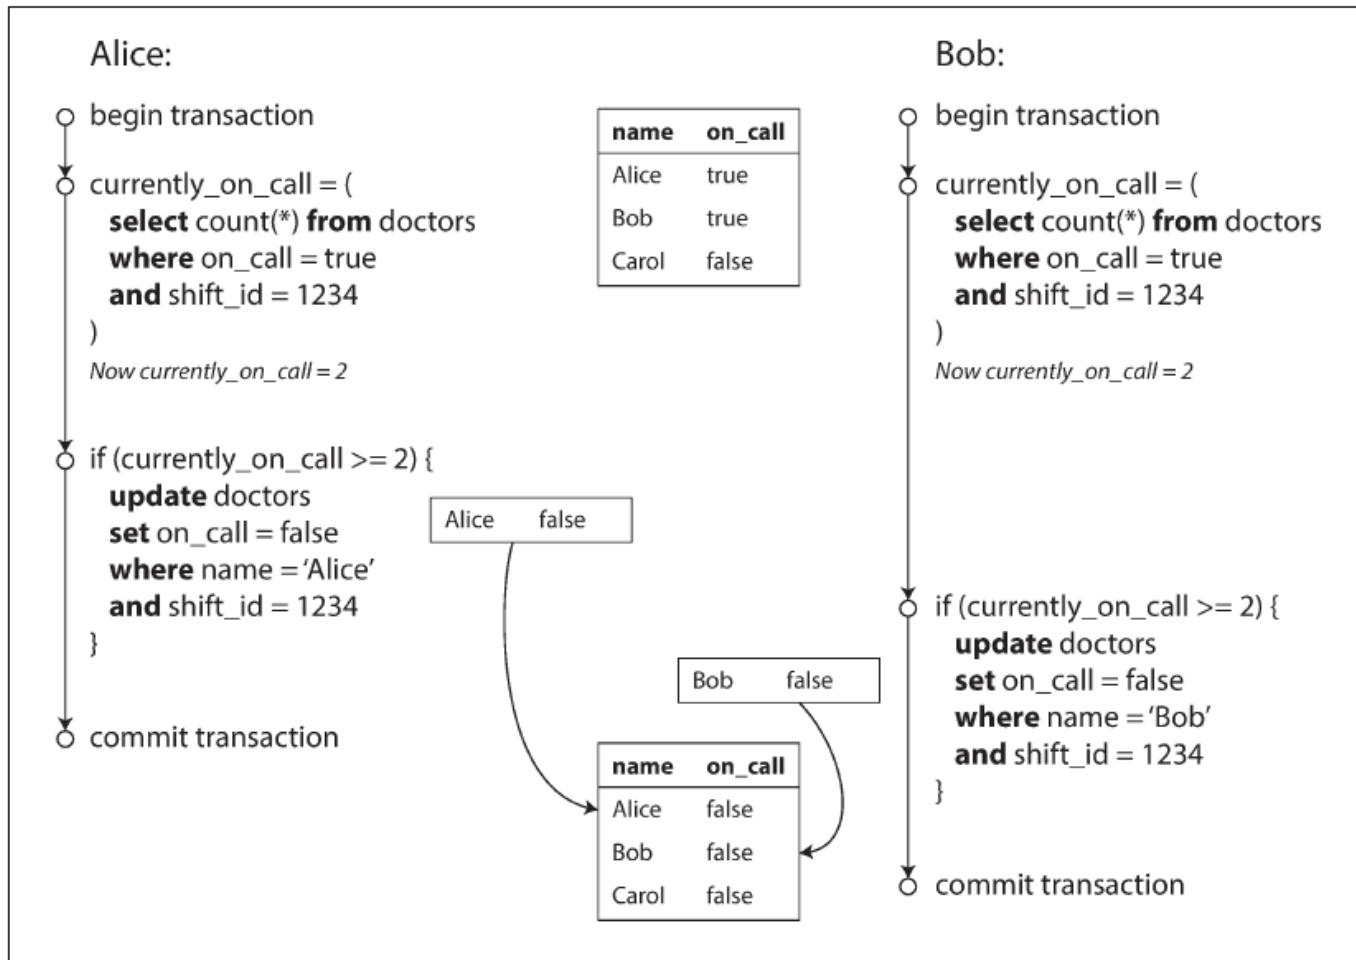 Alice:
begin transaction
currently_on_call = (
select count(*) from doctors
where on_call = true
and shift_id = 1234
)
Now currently_on_call = 2
if (currently_on_call >= 2) {
update doctors
set on_call = false
where name = ‘Alice’
and shift_id = 1234
}
commit transaction
name on_call
Alice true
Bob true
Carol false
Alice false
Bob false
name on_call
Alice false
Bob false
Carol false
Bob:
begin transaction
currently_on_call = (
select count(*) from doctors
where on_call = true
and shift_id = 1234
)
Now currently_on_call = 2
if (currently_on_call >= 2) {
update doctors
set on_call = false
where name = ‘Bob’
and shift_id = 1234
}
commit transaction